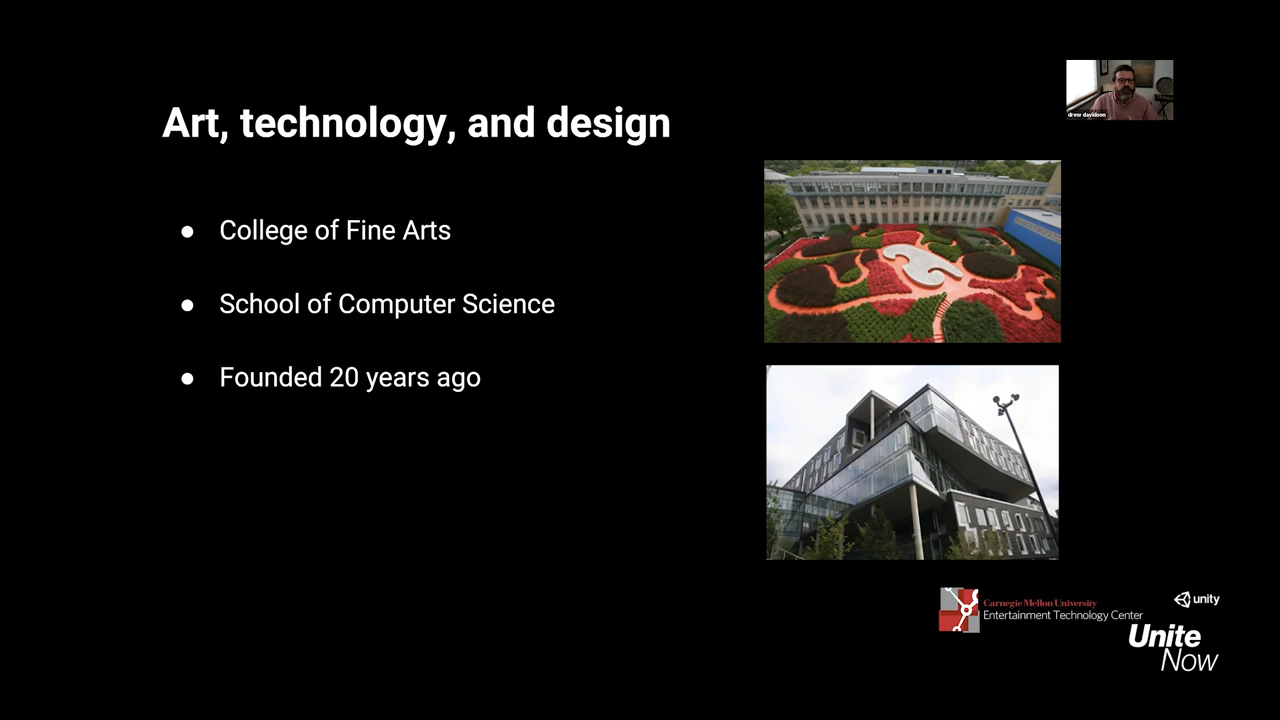 drew davidson
Art, technology, and design
● College of Fine Arts
● School of Computer Science
● Founded 20 years ago
Carnegie Mellon University
Entertainment Technology Center
unity
Unite
Now